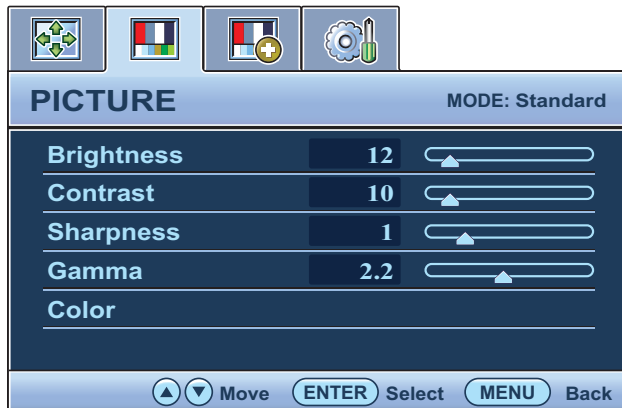 PICTURE MODE: Standard
Brightness 12
Contrast 10
Sharpness 1
Gamma 2.2
Color
Move ENTER Select MENU Back